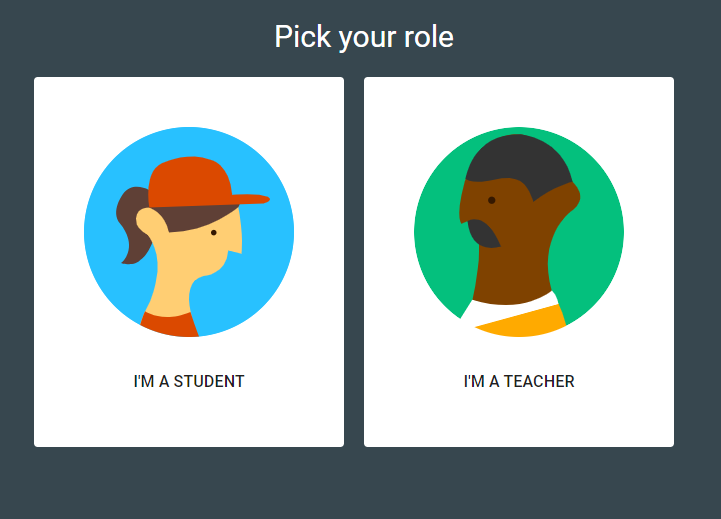 Pick your role
I'M A STUDENT
I'M A TEACHER